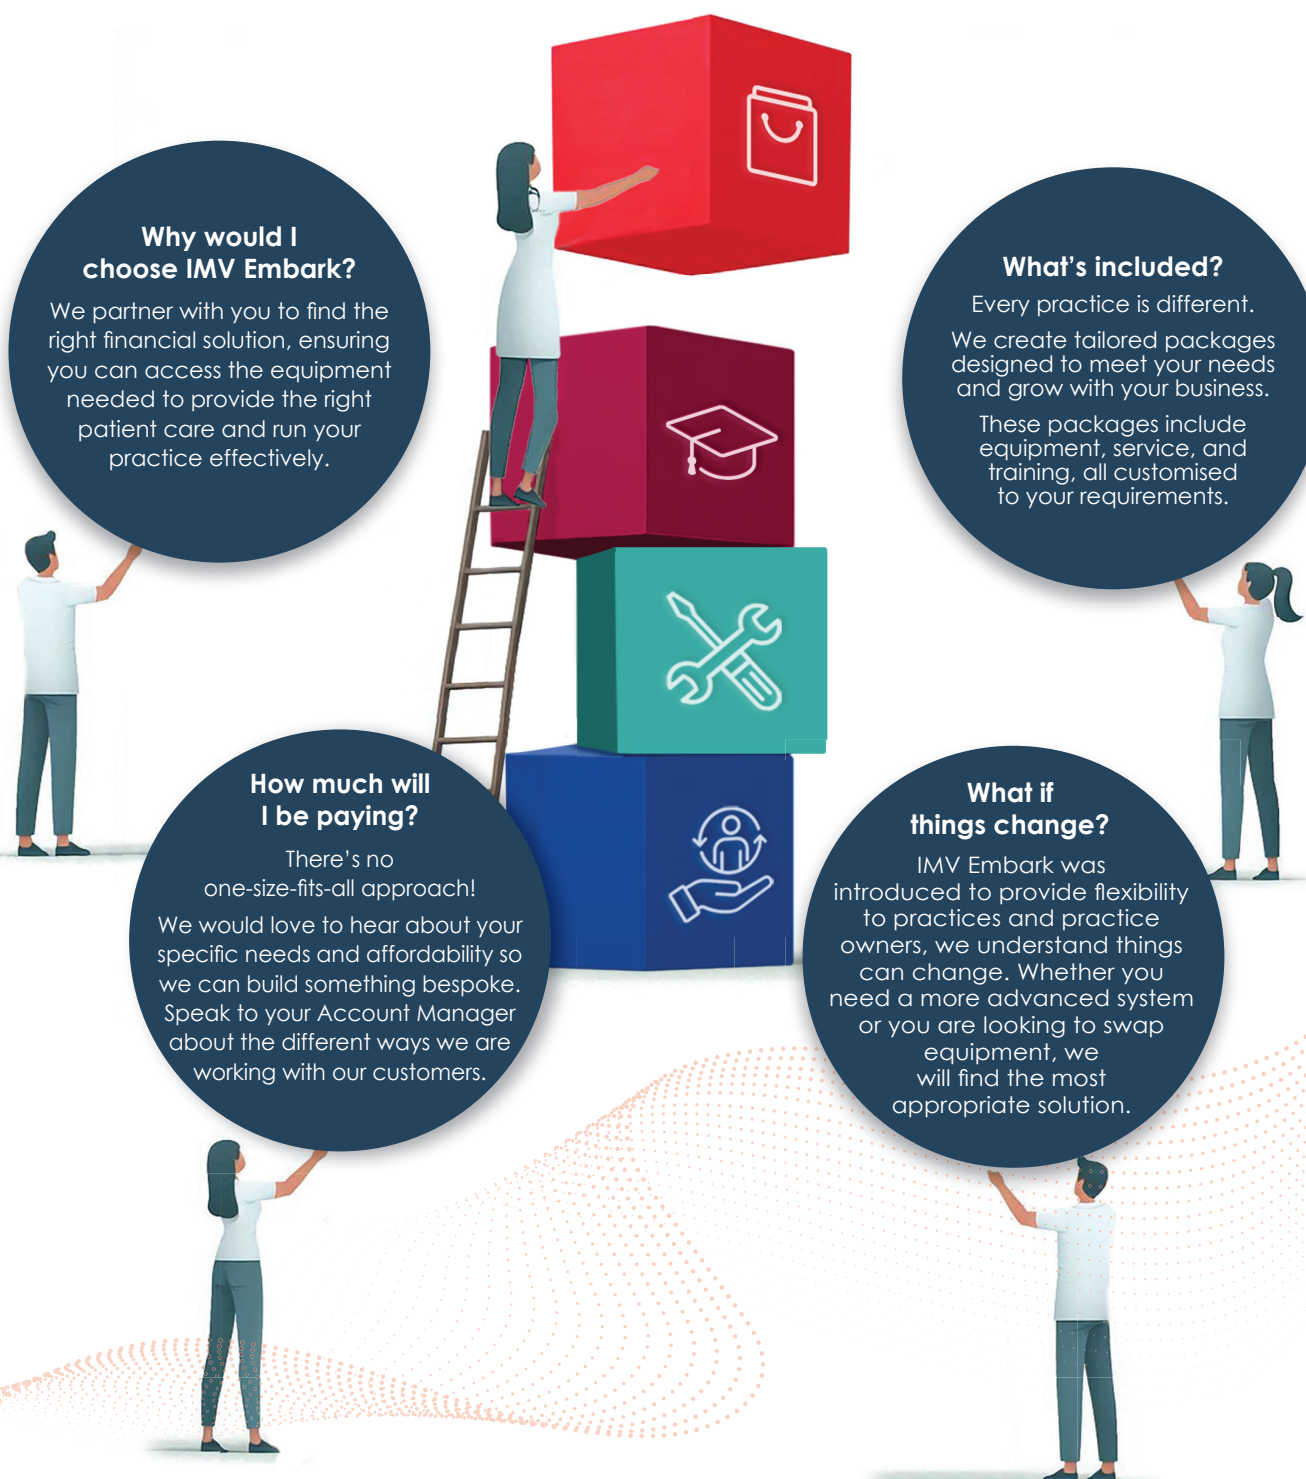 Why would I
choose IMV Embark?
We partner with you to find the
right financial solution, ensuring
you can access the equipment
needed to provide the right
patient care and run your
practice effectively.
What's included?
Every practice is different.
We create tailored packages
designed to meet your needs
and grow with your business.
These packages include
equipment, service, and
training, all customised
to your requirements.
How much will
I be paying?
There's no
one-size-fits-all approach!
We would love to hear about your
specific needs and affordability so
we can build something bespoke.
Speak to your Account Manager
about the different ways we are
working with our customers.
What if
things change?
IMV Embark was
introduced to provide flexibility
to practices and practice
owners, we understand things
can change. Whether you
need a more advanced system
or you are looking to swap
equipment, we
will find the most
appropriate solution.